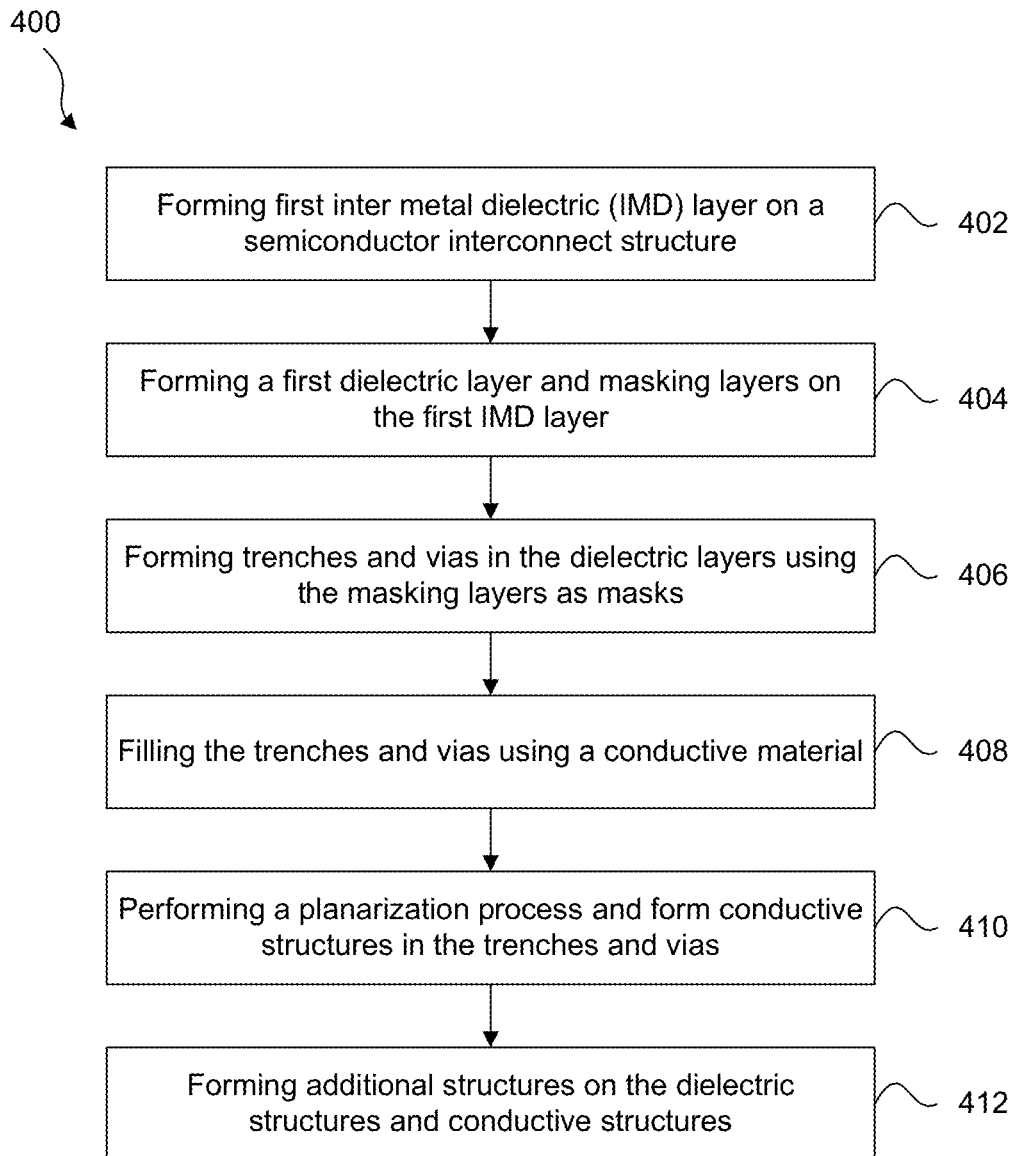 400
Forming first inter metal dielectric (IMD) layer on a
semiconductor interconnect structure
402
Forming a first dielectric layer and masking layers on
the first IMD layer
404
Forming trenches and vias in the dielectric layers using
the masking layers as masks
406
Filling the trenches and vias using a conductive material
408
Performing a planarization process and form conductive
structures in the trenches and vias
410
Forming additional structures on the dielectric
structures and conductive structures
412